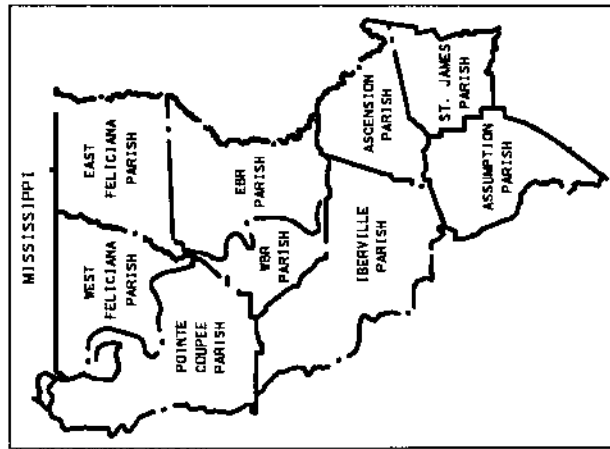 MISSISSIPPI
WEST
FELICIANA
PARISH
EAST
FELICIANA
PARISH
POINTE
COUPEE
PARISH
WBR
PARISH
EBR
PARISH
IBERVILLE
PARISH
ASCENSION
PARISH
ST. JAMES
PARISH
ASSUMPTION
PARISH